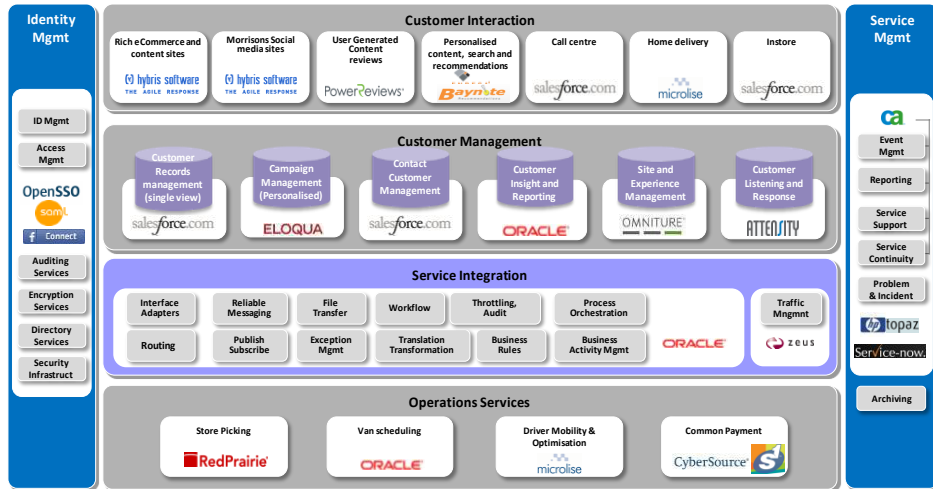 Identity
Mgmt
ID Mgmt
Access
Mgmt
OpenSSO
saml
f Connect
Auditing
Services
Encryption
Services
Directory
Services
Security
Infrastruct
Customer Interaction
Rich eCommerce and
content sites
hybris software
THE AGILE RESPONSE
Morrisons Social
media sites
hybris software
THE AGILE RESPONSE
User Generated
Content
reviews
PowerReviews
Personalised
content, search and
recommendations
Baynote
Call centre
salesforce.com
Home delivery
microlise
Instore
salesforce.com
Customer Management
Customer
Records
management
(single view)
salesforce.com
Campaign
Management
(Personalised)
ELOQUA
Contact
Customer
Management
salesforce.com
Customer
Insight and
Reporting
ORACLE
Site and
Experience
Management
OMNITURE
Customer
Listening and
Response
ATTENSITY
Service Integration
Interface
Adapters
Reliable
Messaging
File
Transfer
Workflow
Throttling,
Audit
Process
Orchestration
Routing
Publish
Subscribe
Exception
Mgmt
Translation
Transformation
Business
Rules
Business
Activity Mgmt
ORACLE
Traffic
Mngmnt
zeus
Operations Services
Store Picking
RedPrairie
Van scheduling
ORACLE
Driver Mobility &
Optimisation
microlise
Common Payment
CyberSource
S1
Service
Mgmt
ca
Event
Mgmt
Reporting
Service
Support
Service
Continuity
Problem
& Incident
hp topaz
Service-now.
Archiving